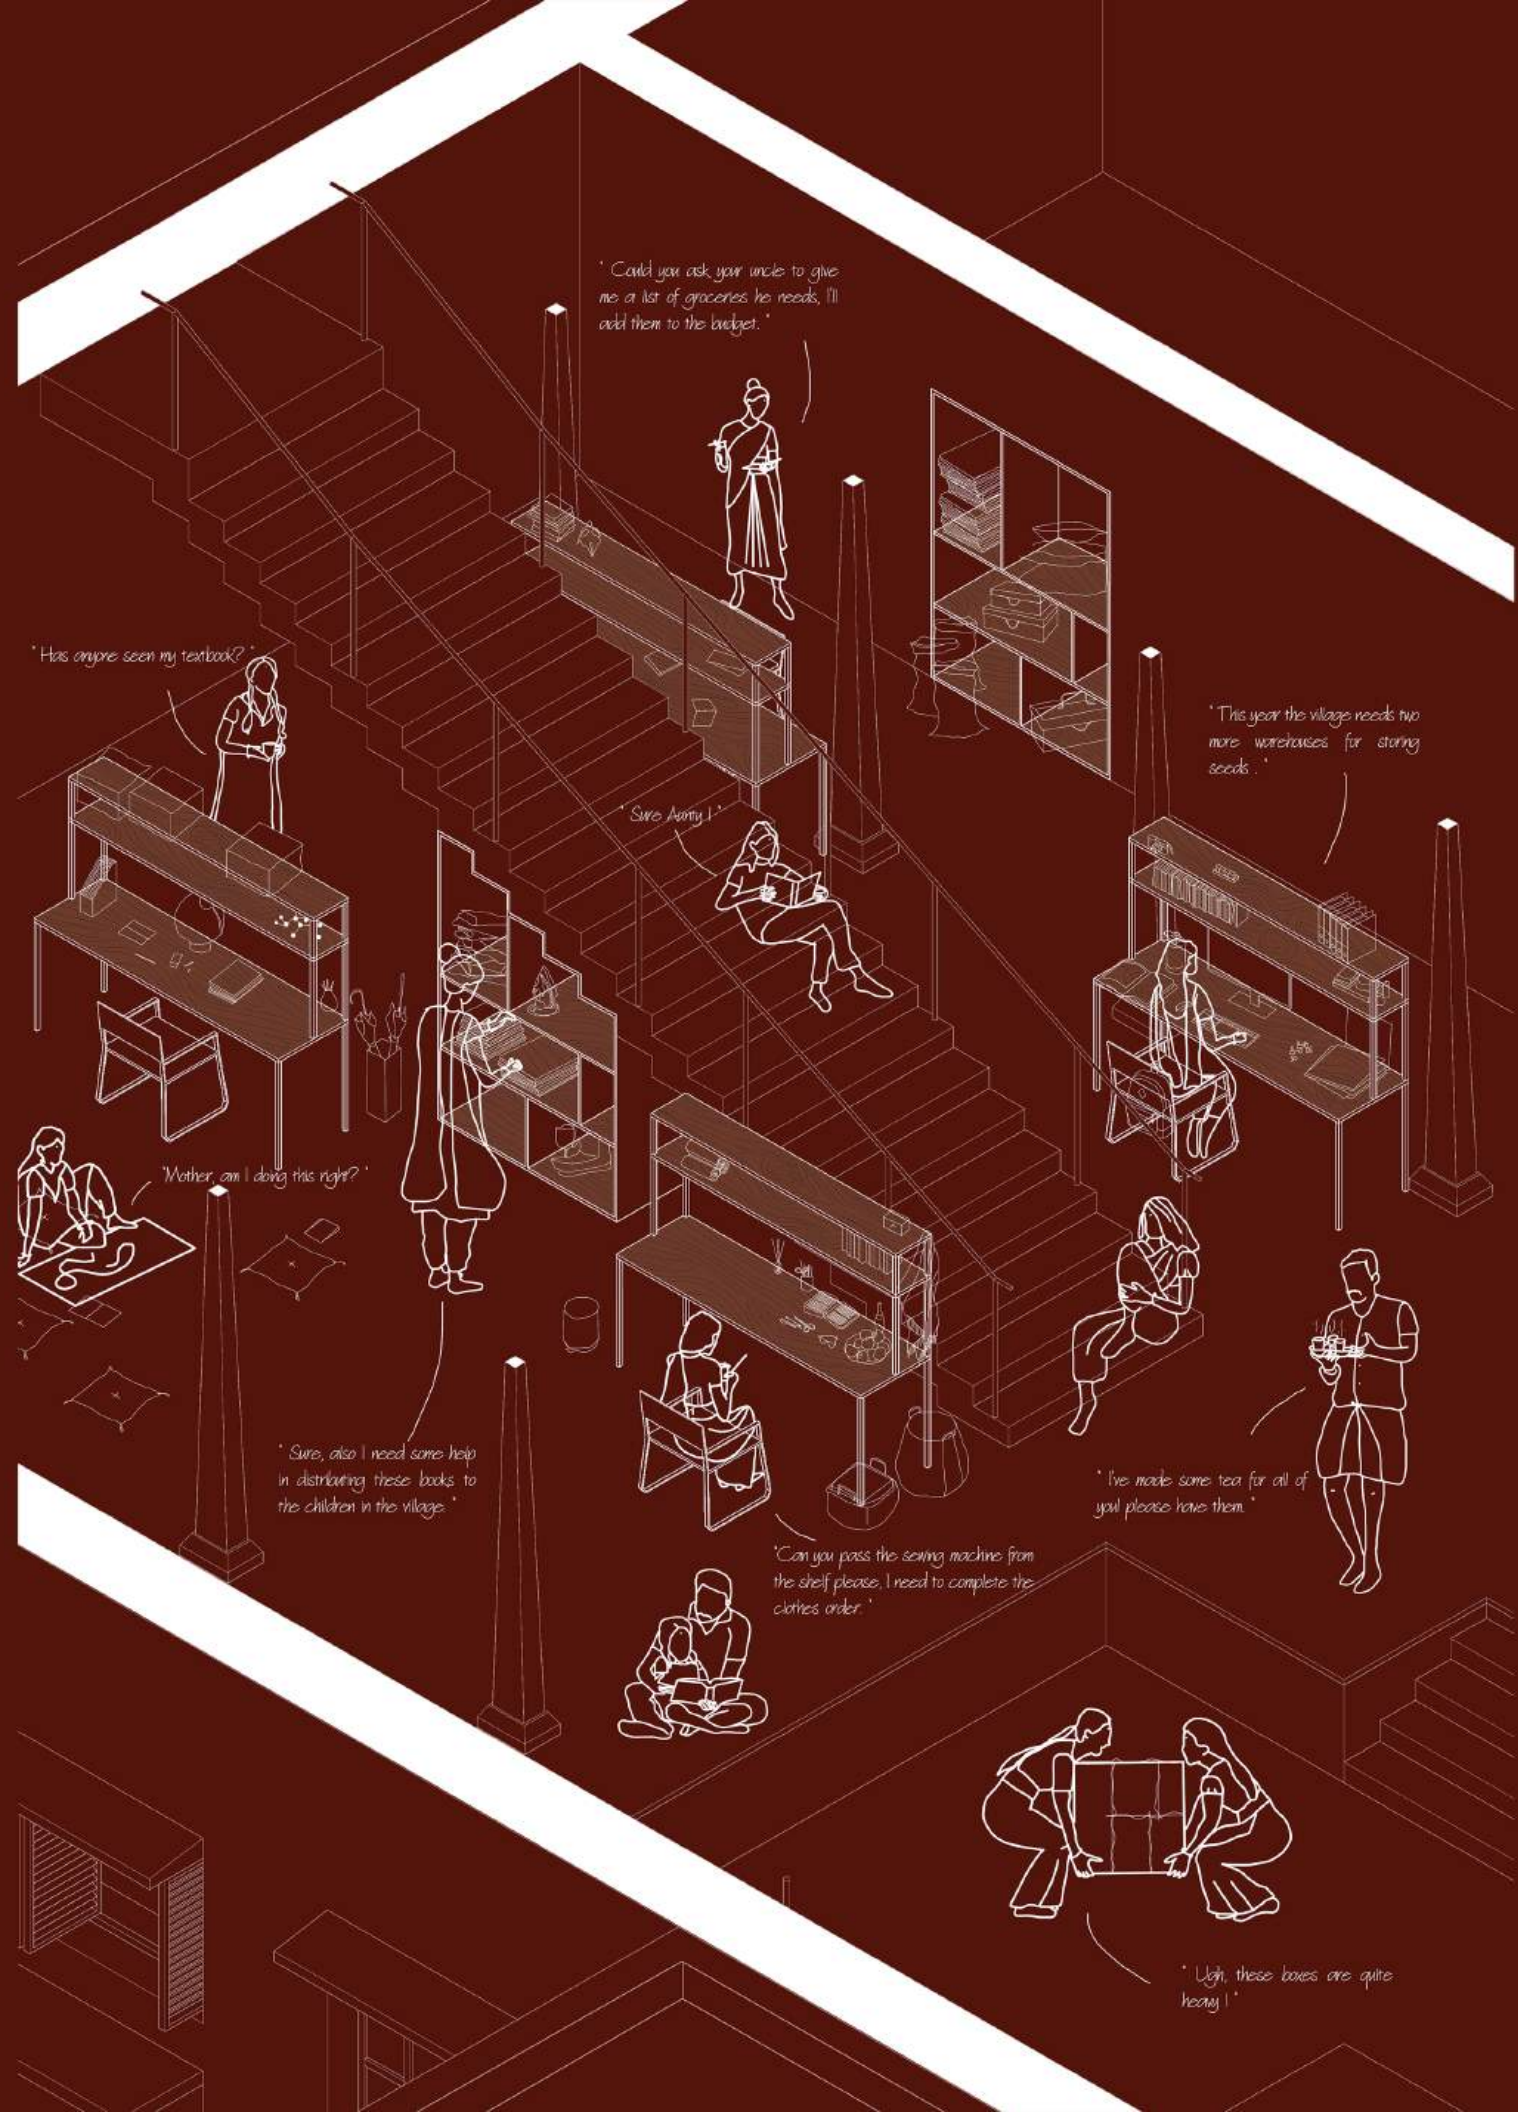 " Could you ask your uncle to give
me a list of groceries he needs, I'll
add them to the budget. "
" Has anyone seen my textbook? "
" This year the village needs two
more warehouses for storing
seeds . "
" Sure Aunty ! "
"Mother, am I doing this right? "
" Sure, also I need some help
in distributing these books to
the children in the village. "
" I've made some tea for all of
you! please have them. "
"Can you pass the sewing machine from
the shelf please, I need to complete the
clothes order. "
" Ugh, these boxes are quite
heavy ! "